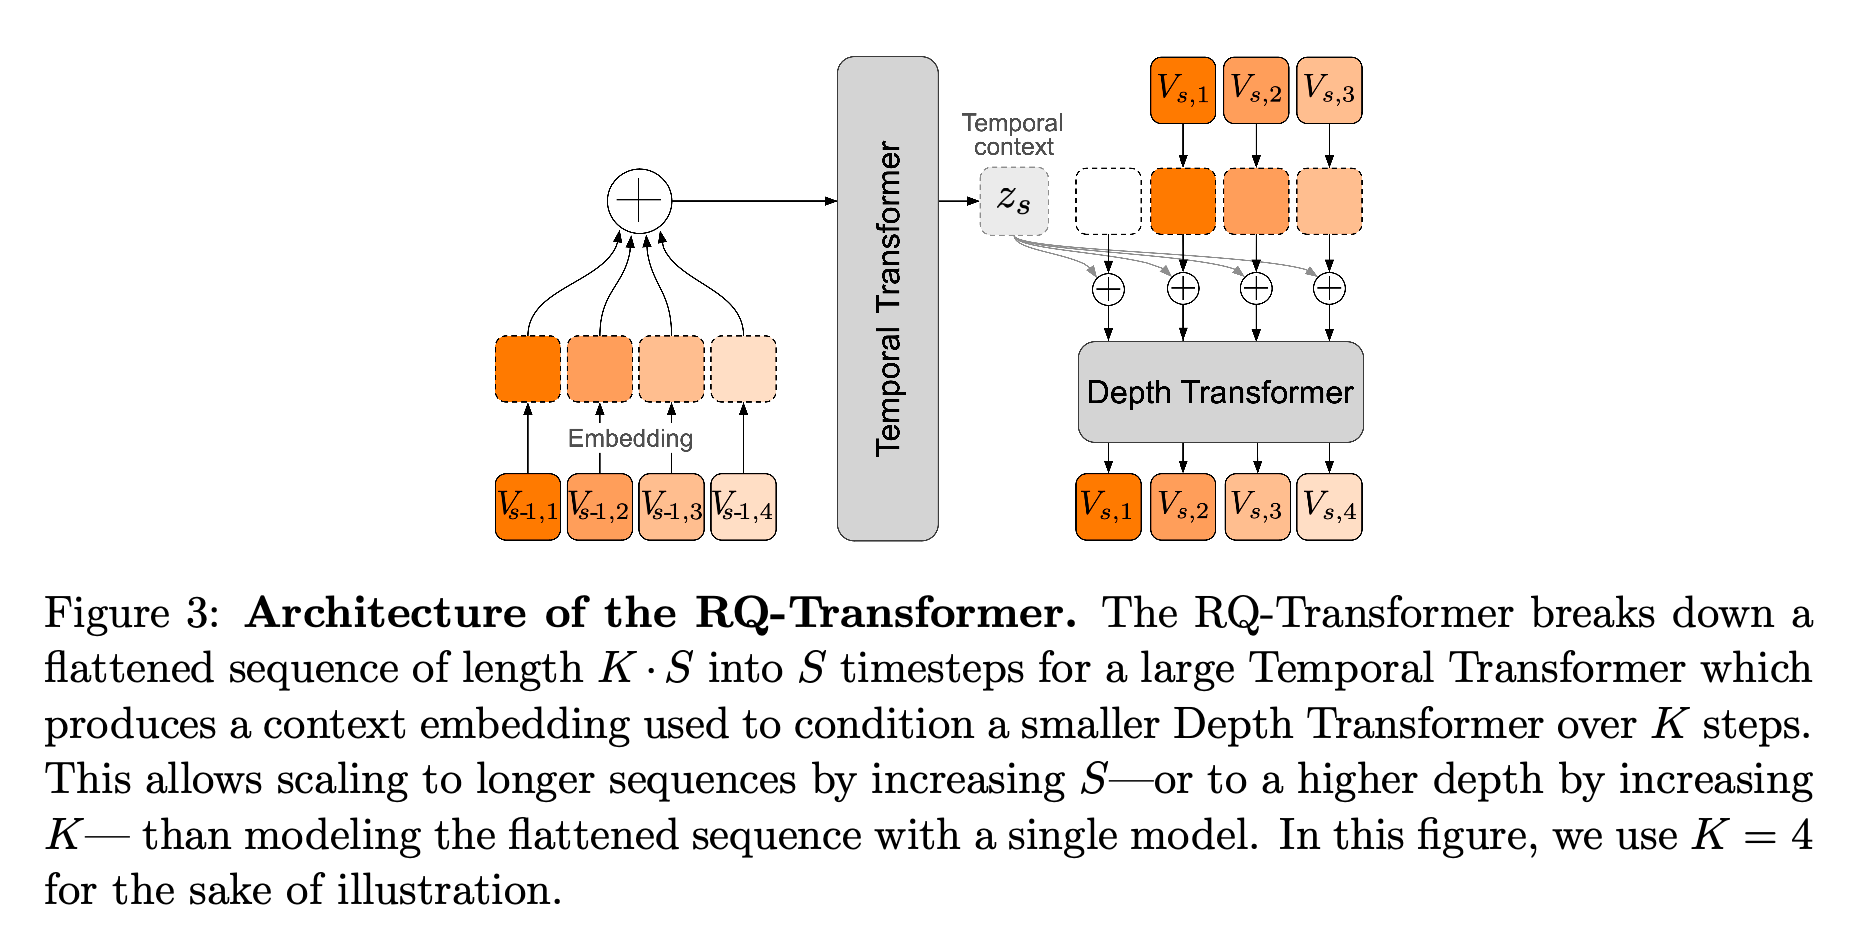 V_{s,1} V_{s,2} V_{s,3}
Temporal
context
z_s
Temporal Transformer
Depth Transformer
Embedding
V_{s-1,1} V_{s-1,2} V_{s-1,3} V_{s-1,4}
V_{s,1} V_{s,2} V_{s,3} V_{s,4}
Figure 3: Architecture of the RQ-Transformer. The RQ-Transformer breaks down a
flattened sequence of length K · S into S timesteps for a large Temporal Transformer which
produces a context embedding used to condition a smaller Depth Transformer over K steps.
This allows scaling to longer sequences by increasing S—or to a higher depth by increasing
K— than modeling the flattened sequence with a single model. In this figure, we use K = 4
for the sake of illustration.